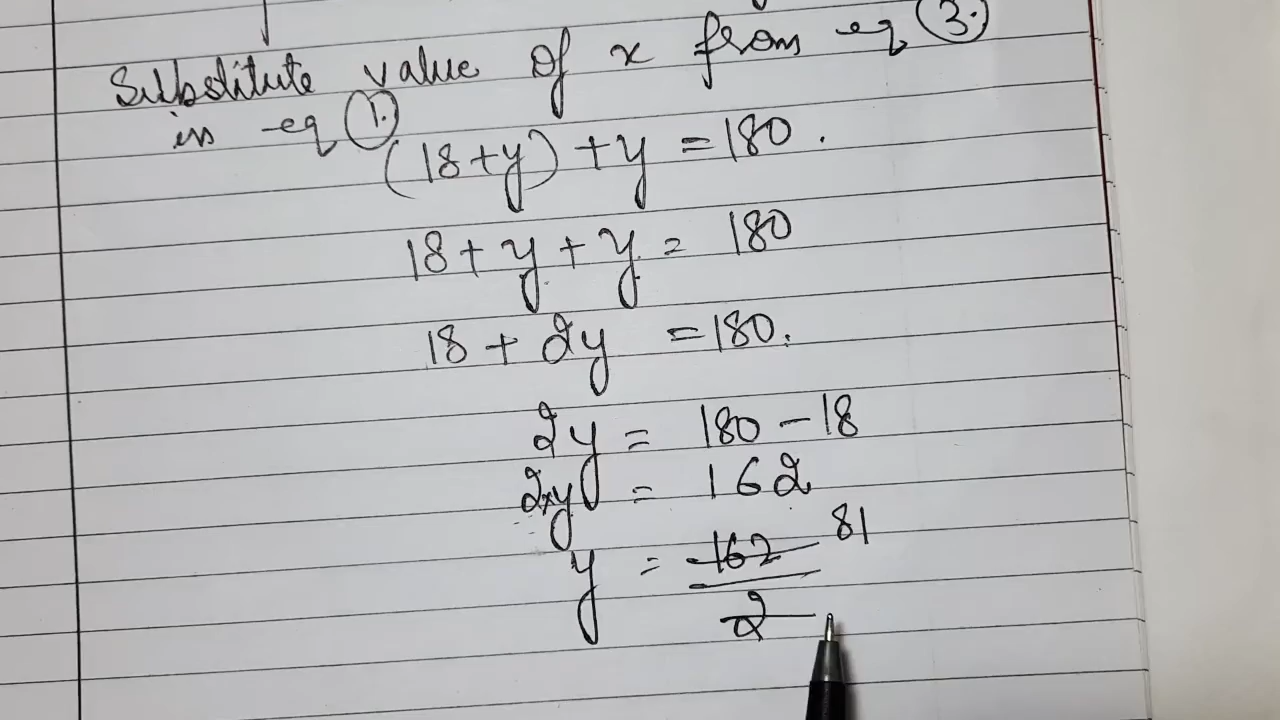 Substitute value of x from eq (3.)
in eq (1.)
(18+y) + y = 180.
18 + y + y = 180
18 + 2y = 180.
2y = 180 - 18
2xy = 162
y = 162 81
2